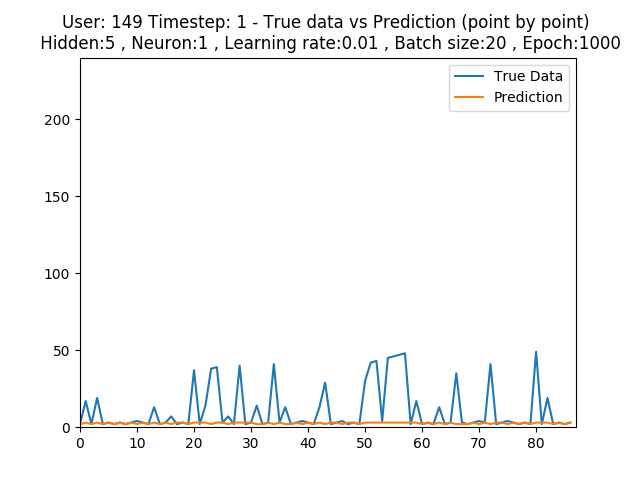 User: 149 Timestep: 1 - True data vs Prediction (point by point)
Hidden:5 , Neuron:1 , Learning rate:0.01 , Batch size:20 , Epoch:1000
True Data
Prediction
200
150
100
50
0
0 10 20 30 40 50 60 70 80